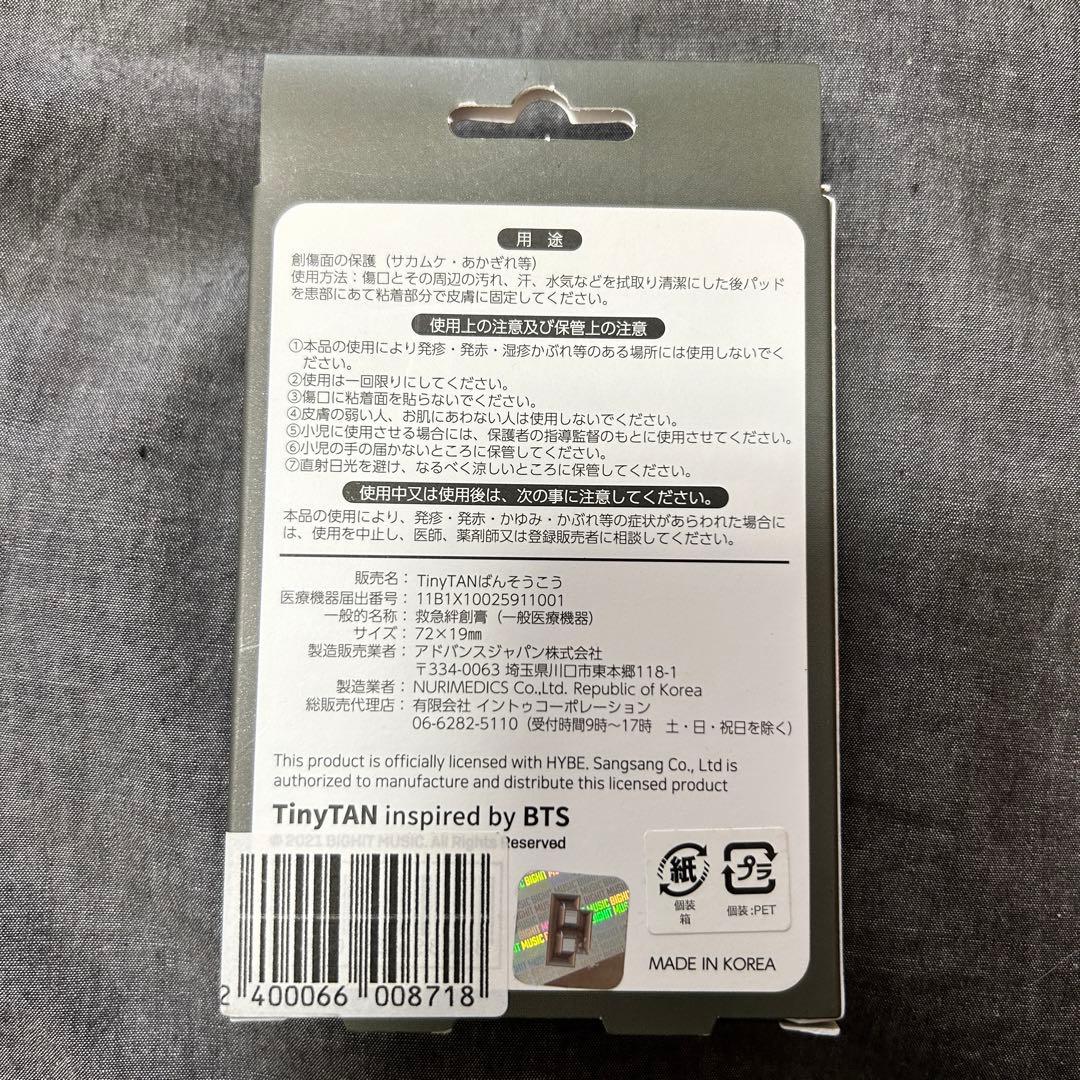 用 途
創傷面の保護（サカムケ・あかぎれ等）
使用方法：傷口とその周辺の汚れ、汗、水気などを拭取り清潔にした後パッド
を患部にあて粘着部分で皮膚に固定してください。
使用上の注意及び保管上の注意
①本品の使用により発疹・発赤・湿疹かぶれ等のある場所には使用しないでく
ださい。
②使用は一回限りにしてください。
③傷口に粘着面を貼らないでください。
④皮膚の弱い人、お肌にあわない人は使用しないでください。
⑤小児に使用させる場合には、保護者の指導監督のもとに使用させてください。
⑥小児の手の届かないところに保管してください。
⑦直射日光を避け、なるべく涼しいところに保管してください。
使用中又は使用後は、次の事に注意してください。
本品の使用により、発疹・発赤・かゆみ・かぶれ等の症状があらわれた場合に
は、使用を中止し、医師、薬剤師又は登録販売者に相談してください。
販売名： TinyTANばんそうこう
医療機器届出番号： 11B1X10025911001
一般的名称： 救急絆創膏（一般医療機器）
サイズ： 72×19㎜
製造販売業者： アドバンスジャパン株式会社
〒334-0063 埼玉県川口市東本郷118-1
製造業者： NURIMEDICS Co.,Ltd. Republic of Korea
総販売代理店： 有限会社 イントゥコーポレーション
06-6282-5110（受付時間9時〜17時 土・日・祝日を除く）
This product is officially licensed with HYBE. Sangsang Co., Ltd is
authorized to manufacture and distribute this licensed product
TinyTAN inspired by BTS
© 2021 BIGHIT MUSIC. All Rights Reserved
2 400066 008718
BIGHIT MUSIC
紙
個装
箱
プラ
個装:PET
MADE IN KOREA